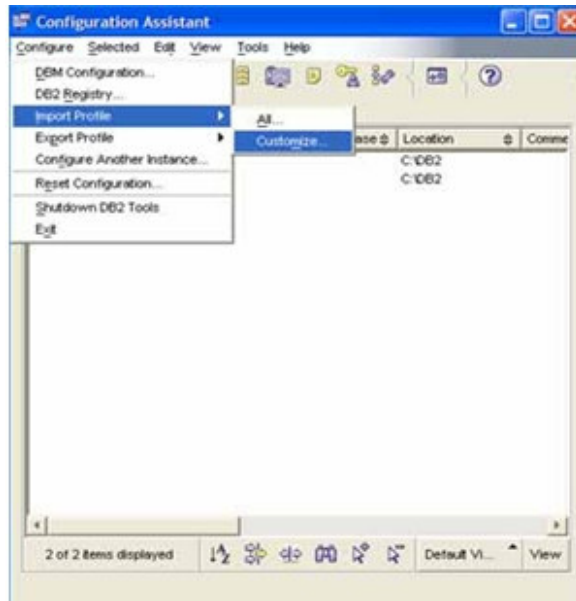 Configuration Assistant
Configure Selected Edit View Tools Help
DBM Configuration...
DB2 Registry...
Import Profile
All...
Export Profile
Customize...
ase Location Comme
Configure Another Instance...
C:\DB2
Reset Configuration...
C:\DB2
Shutdown DB2 Tools
Exit
2 of 2 items displayed Default Vi... View